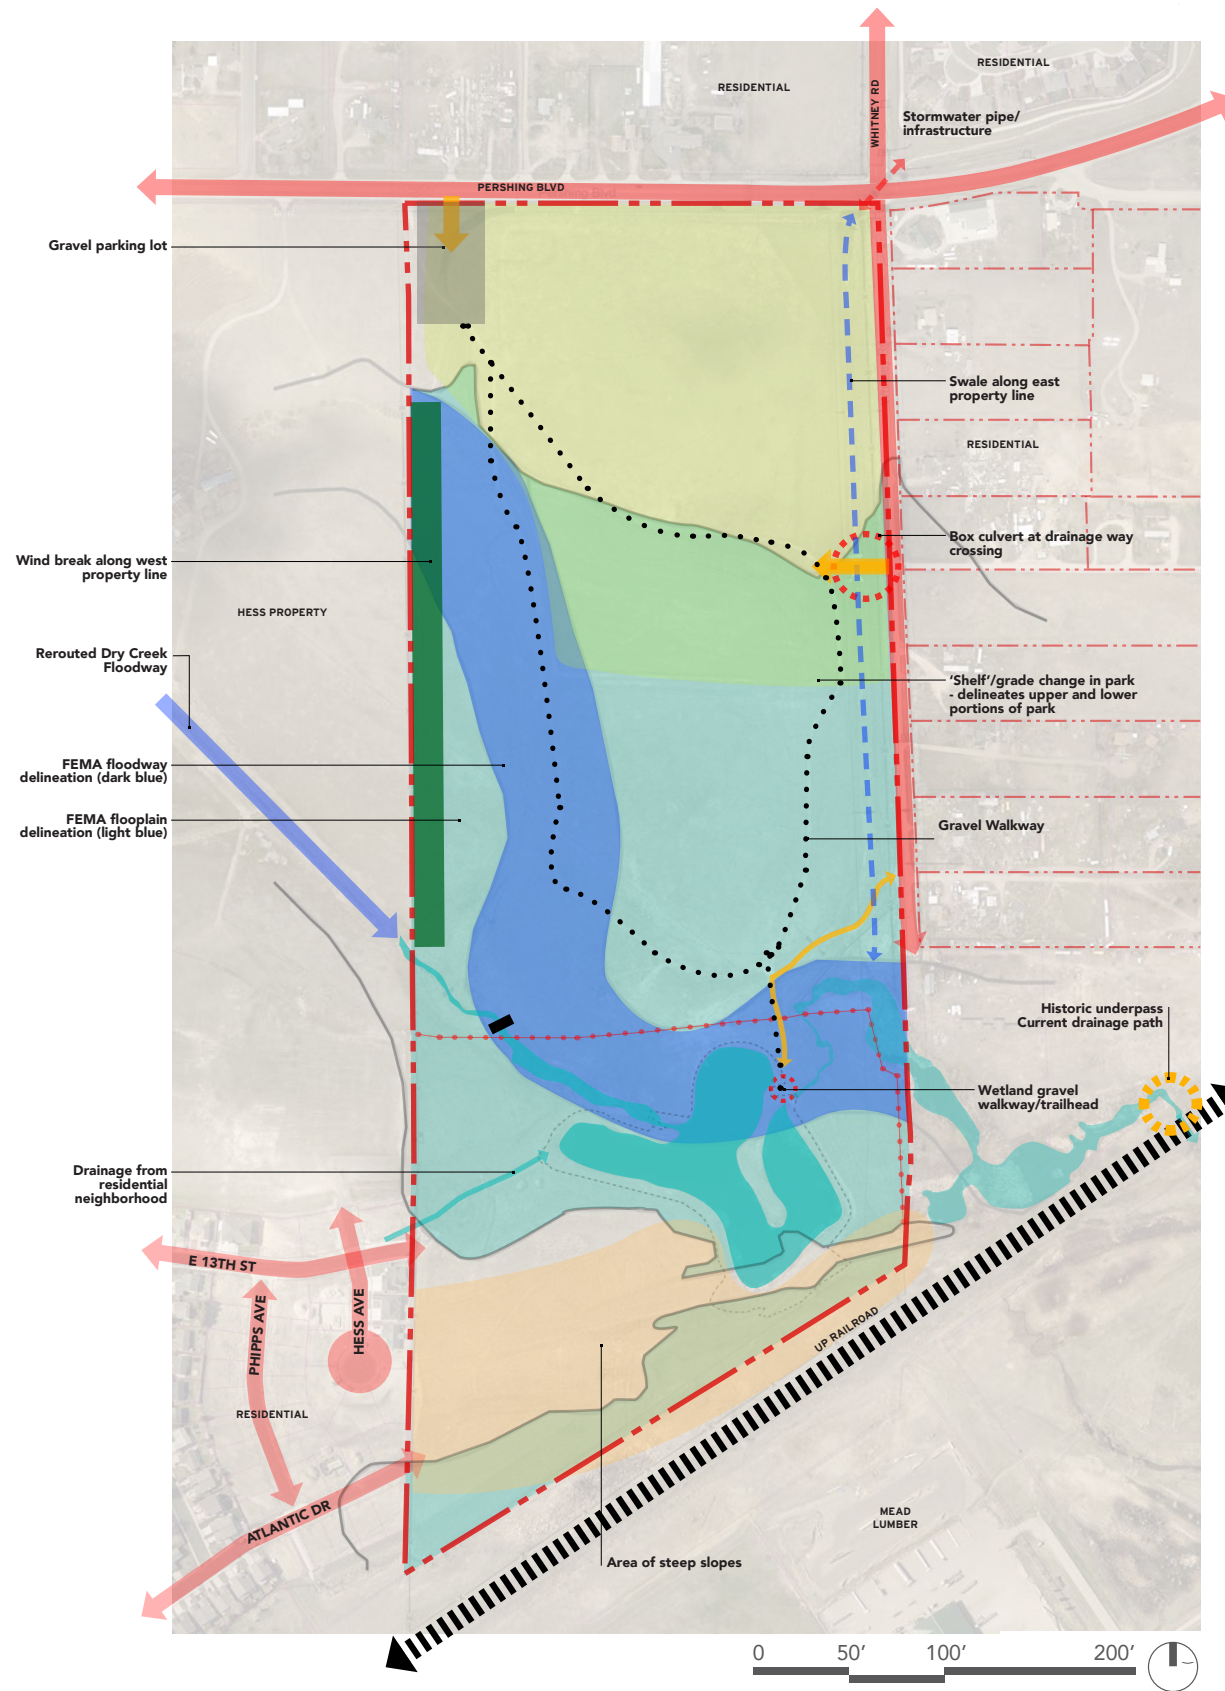 RESIDENTIAL
RESIDENTIAL
WHITNEY RD
Stormwater pipe/
infrastructure
PERSHING BLVD
Gravel parking lot
Swale along east
property line
RESIDENTIAL
Box culvert at drainage way
crossing
Wind break along west
property line
HESS PROPERTY
Rerouted Dry Creek
Floodway
'Shelf'/grade change in park
- delineates upper and lower
portions of park
FEMA floodway
delineation (dark blue)
FEMA flooplain
delineation (light blue)
Gravel Walkway
Historic underpass
Current drainage path
Wetland gravel
walkway/trailhead
Drainage from
residential
neighborhood
E 13TH ST
PHIPPS AVE
HESS AVE
UP RAILROAD
RESIDENTIAL
ATLANTIC DR
MEAD
LUMBER
Area of steep slopes
0 50' 100' 200'